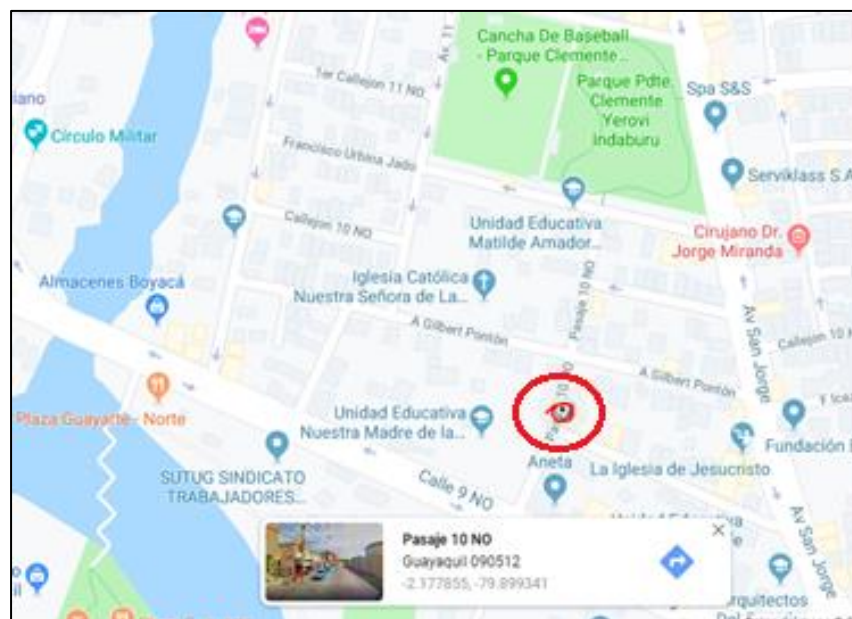 Cancha De Baseball
- Parque Clemente...
Av. 11
1er Callejon 11 NO
Parque Pdte.
Clemente
Yerovi
Indaburu
Spa S&S
iano
Circulo Militar
Francisco Urbina Jado
Serviklass S.A
Callejon 10 NO
Unidad Educativa
Matilde Amador...
Cirujano Dr.
Jorge Miranda
Almacenes Boyacá
Iglesia Católica
Nuestra Señora de La...
Pasaje 10 NO
A Gilbert Pontón
Av San Jorge
Callejon 10
A Gilbert Pontón
Plaza Guayarte - Norte
Unidad Educativa
Nuestra Madre de la...
Fundación
SUTUG SINDICATO
TRABAJADORES...
Calle 9 NO
Aneta
La Iglesia de Jesucristo
Av San Jorge
Pasaje 10 NO
Guayaquil 090512
-2.177855, -79.899341
rquitectos